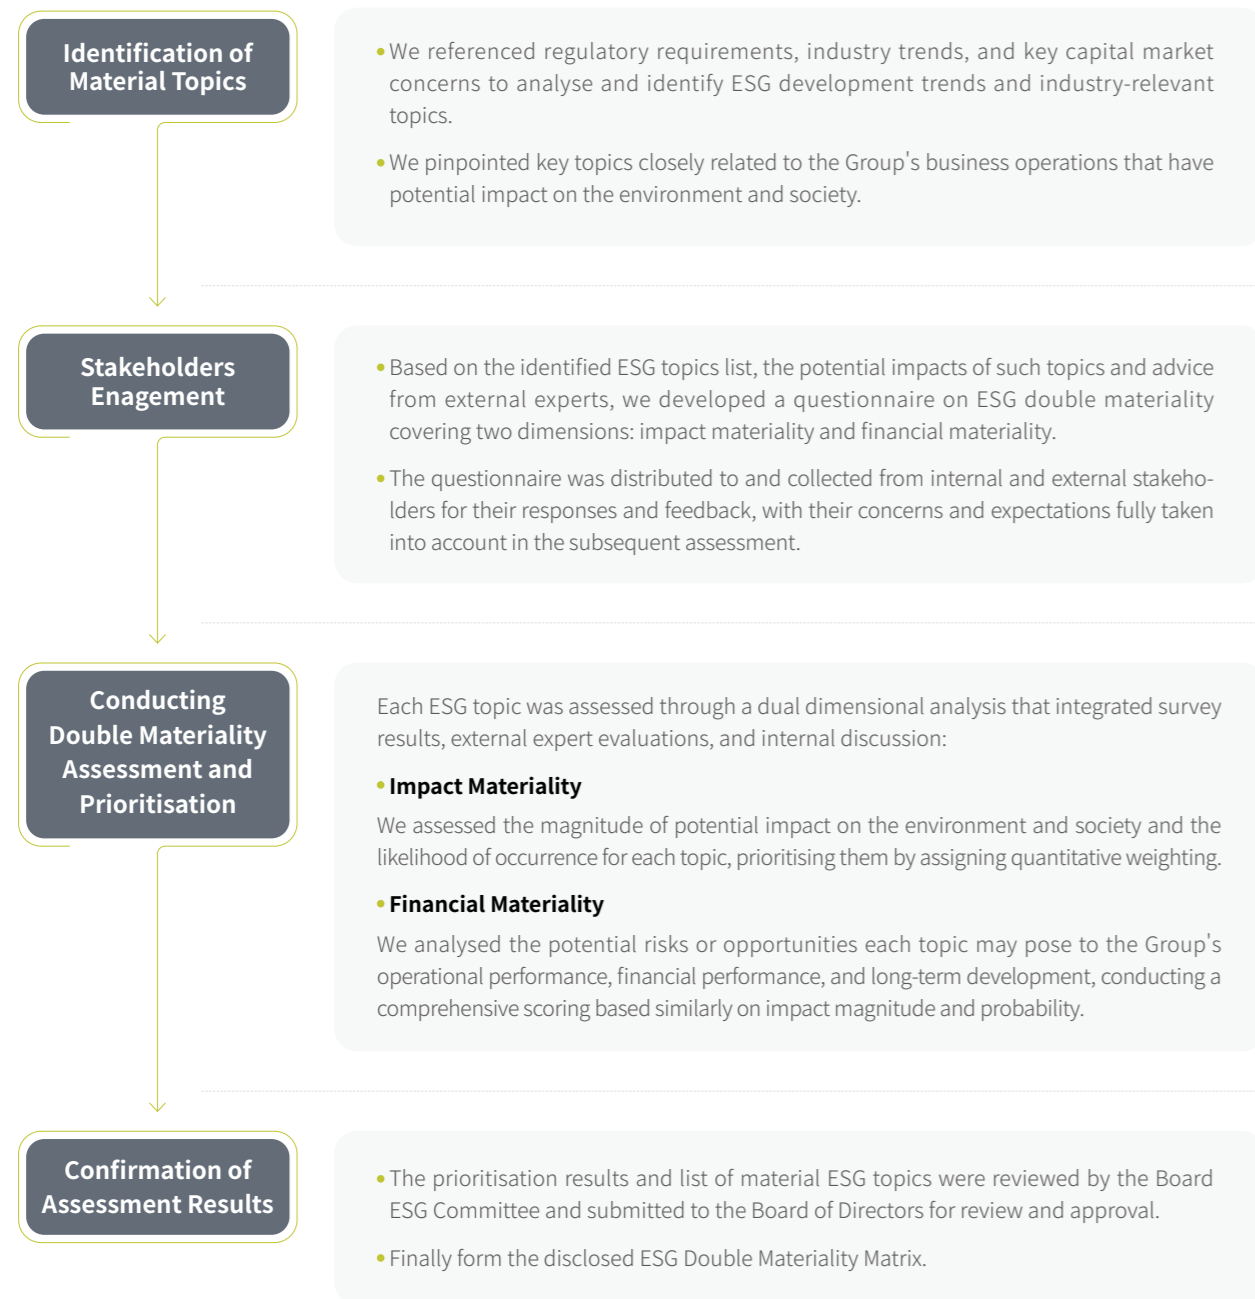 Identification of
Material Topics
• We referenced regulatory requirements, industry trends, and key capital market
concerns to analyse and identify ESG development trends and industry-relevant
topics.
• We pinpointed key topics closely related to the Group's business operations that have
potential impact on the environment and society.
Stakeholders
Enagement
• Based on the identified ESG topics list, the potential impacts of such topics and advice
from external experts, we developed a questionnaire on ESG double materiality
covering two dimensions: impact materiality and financial materiality.
• The questionnaire was distributed to and collected from internal and external stakeho-
lders for their responses and feedback, with their concerns and expectations fully taken
into account in the subsequent assessment.
Conducting
Double Materiality
Assessment and
Prioritisation
Each ESG topic was assessed through a dual dimensional analysis that integrated survey
results, external expert evaluations, and internal discussion:
• Impact Materiality
We assessed the magnitude of potential impact on the environment and society and the
likelihood of occurrence for each topic, prioritising them by assigning quantitative weighting.
• Financial Materiality
We analysed the potential risks or opportunities each topic may pose to the Group's
operational performance, financial performance, and long-term development, conducting a
comprehensive scoring based similarly on impact magnitude and probability.
Confirmation of
Assessment Results
• The prioritisation results and list of material ESG topics were reviewed by the Board
ESG Committee and submitted to the Board of Directors for review and approval.
• Finally form the disclosed ESG Double Materiality Matrix.